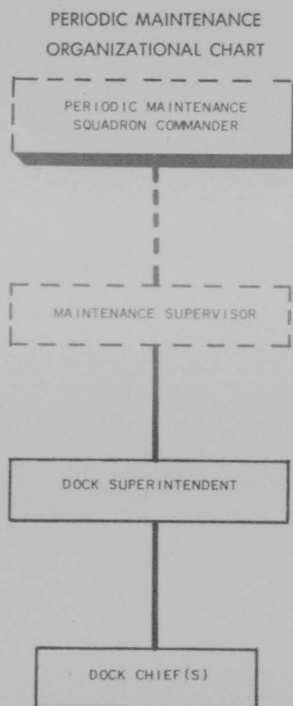 PERIODIC MAINTENANCE
ORGANIZATIONAL CHART
PERIODIC MAINTENANCE
SQUADRON COMMANDER
MAINTENANCE SUPERVISOR
DOCK SUPERINTENDENT
DOCK CHIEF(S)